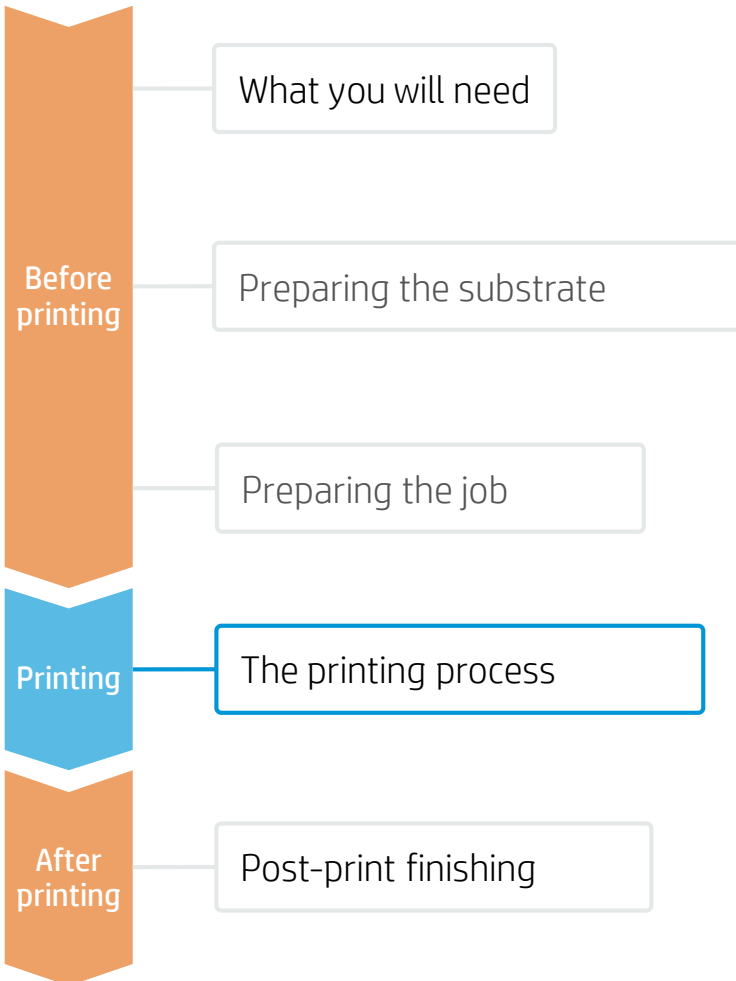 What you will need
Before
printing
Preparing the substrate
Preparing the job
Printing
The printing process
After
printing
Post-print finishing